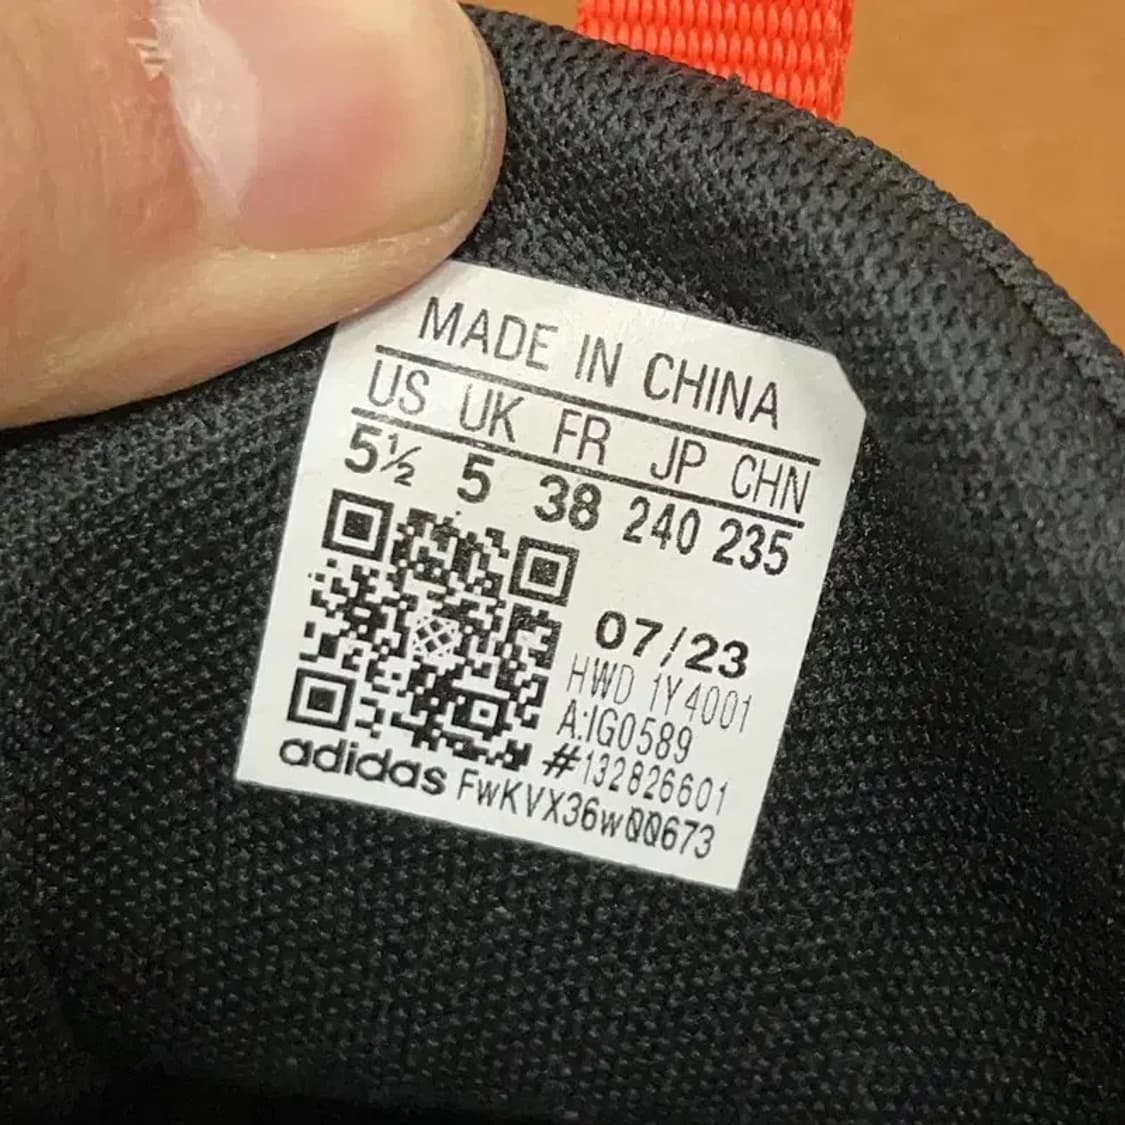 MADE IN CHINA
US UK FR JP CHN
5½ 5 38 240 235
07/23
HWD 1Y4001
A:IG0589
#132826601
adidas FwKVX36w00673